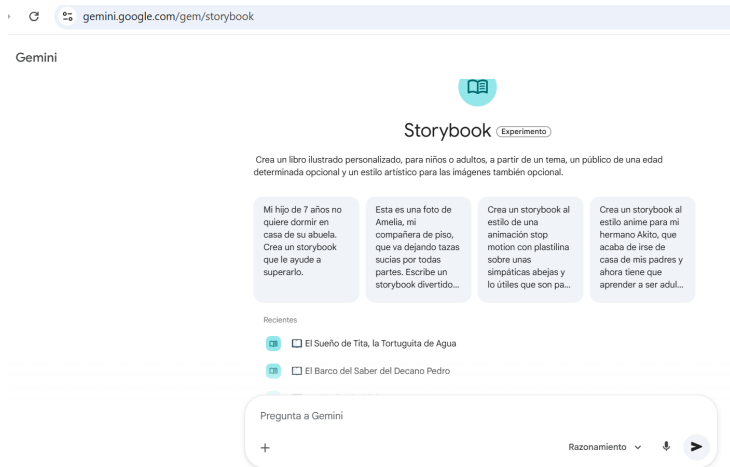 gemini.google.com/gem/storybook
Gemini
Storybook Experimento
Crea un libro ilustrado personalizado, para niños o adultos, a partir de un tema, un público de una edad
determinada opcional y un estilo artístico para las imágenes también opcional.
Mi hijo de 7 años no
quiere dormir en
casa de su abuela.
Crea un storybook
que le ayude a
superarlo.
Esta es una foto de
Amelia, mi
compañera de piso,
que va dejando tazas
sucias por todas
partes. Escribe un
storybook divertido...
Crea un storybook al
estilo de una
animación stop
motion con plastilina
sobre unas
simpáticas abejas y
lo útiles que son pa...
Crea un storybook al
estilo anime para mi
hermano Akito, que
acaba de irse de
casa de mis padres y
ahora tiene que
aprender a ser adul...
Recientes
El Sueño de Tita, la Tortuguita de Agua
El Barco del Saber del Decano Pedro
Pregunta a Gemini
Razonamiento